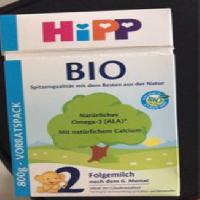 HiPP
BIO
Spitzenqualität mit dem Besten aus der Natur
Natürliches
Omega-3 (ALA)*
Mit natürlichem Calcium
BIO
800g - VORRATSPACK
2 Folgemilch
nach dem 6. Monat